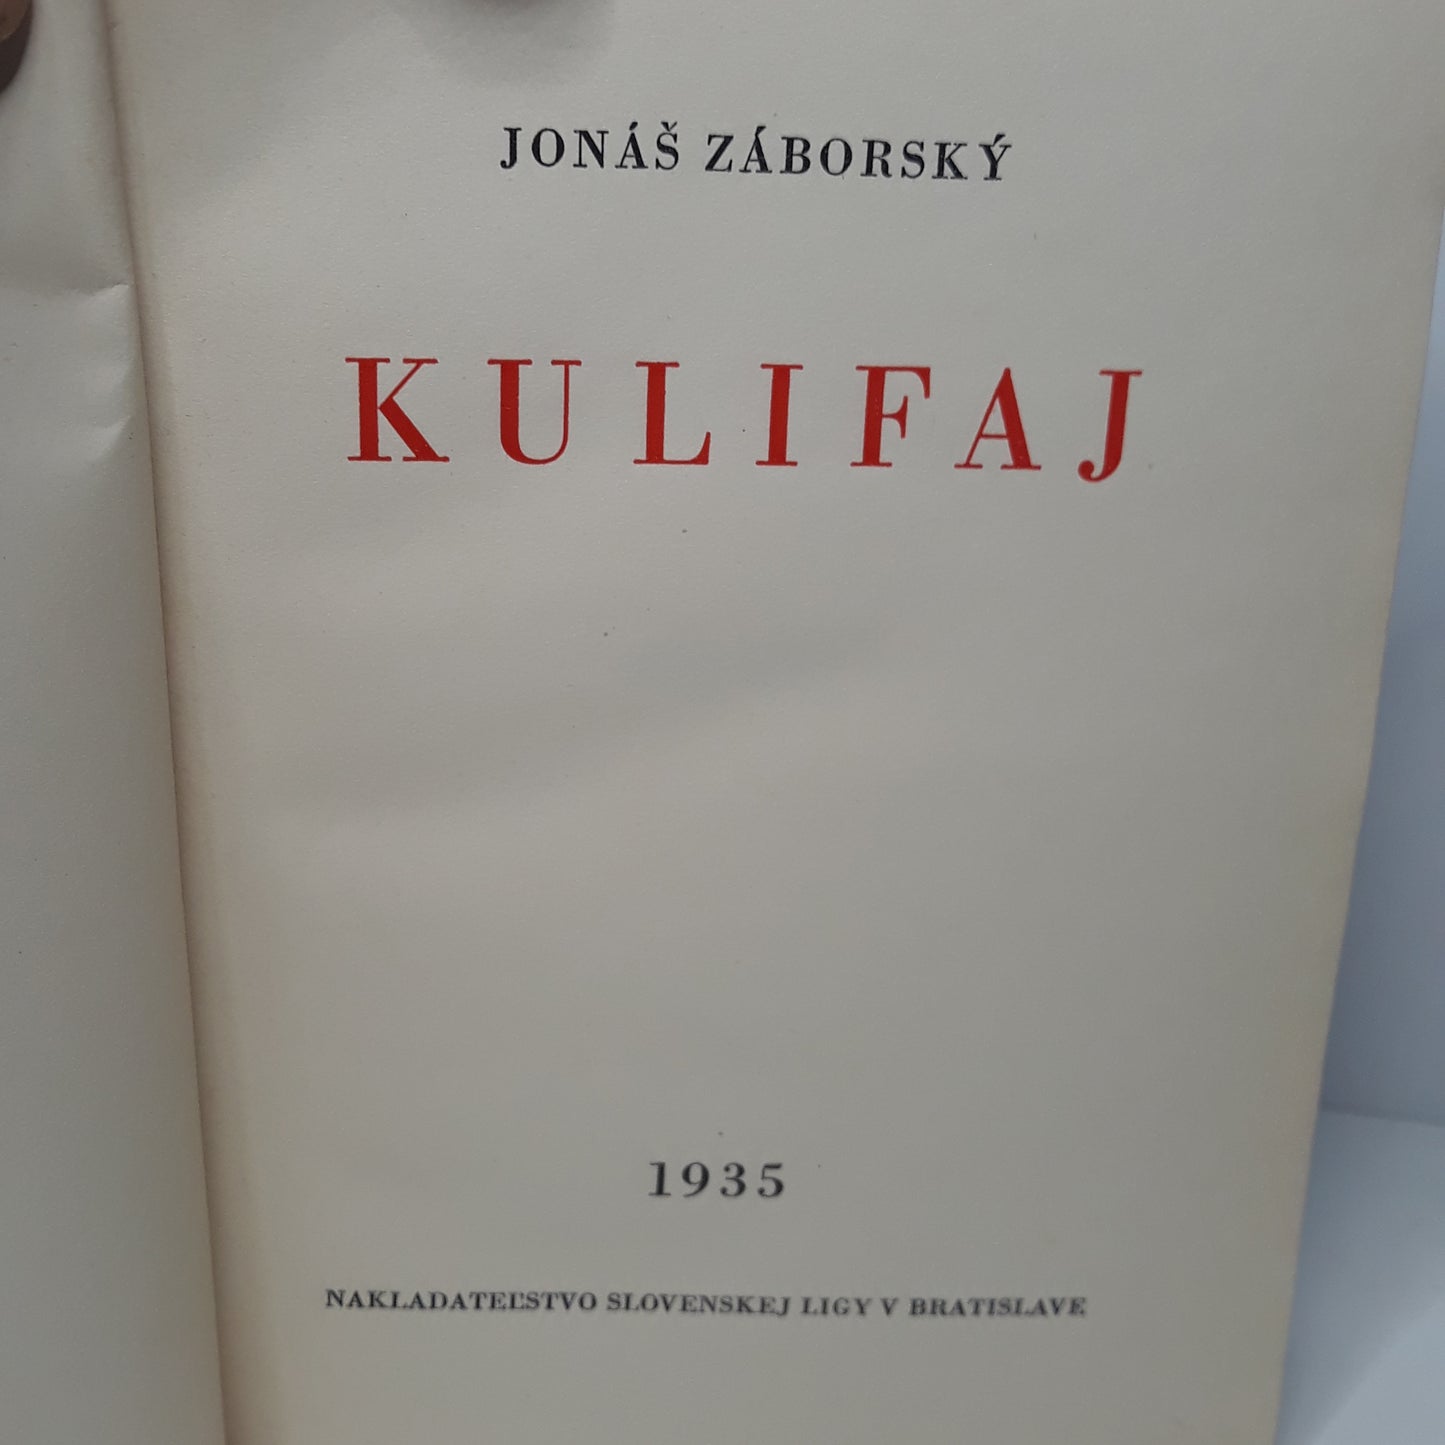 JONÁŠ ZÁBORSKÝ
KULIFAJ
1935
NAKLADATEĽSTVO SLOVENSKEJ LIGY V BRATISLAVE